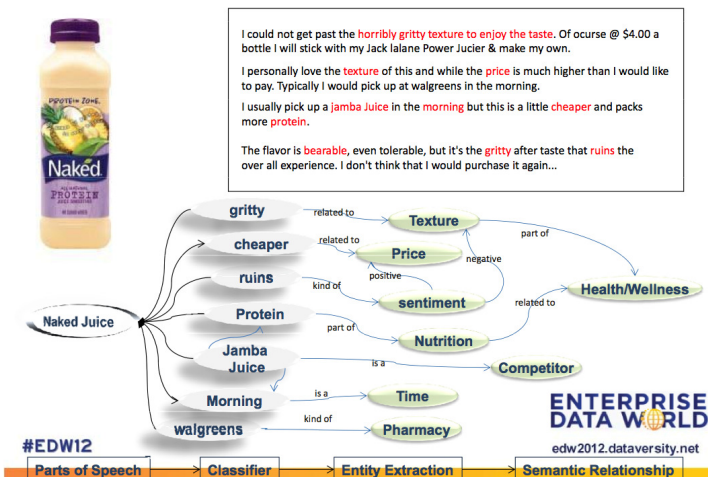 I could not get past the horribly gritty texture to enjoy the taste. Of ocurse @ $4.00 a
bottle I will stick with my Jack lalane Power Jucier & make my own.
I personally love the texture of this and while the price is much higher than I would like
to pay. Typically I would pick up at walgreens in the morning.
I usually pick up a jamba Juice in the morning but this is a little cheaper and packs
more protein.
The flavor is bearable, even tolerable, but it's the gritty after taste that ruins the
over all experience. I don't think that I would purchase it again...
PROTEIN ZONE
Naked
ALL NATURAL
PROTEIN
JUICE SMOOTHIE
gritty
related to
Texture
part of
cheaper
related to
Price
negative
ruins
kind of
positive
sentiment
Health/Wellness
related to
Naked Juice
Protein
part of
Nutrition
Jamba
Juice
is a
Competitor
Morning
is a
Time
walgreens
kind of
Pharmacy
ENTERPRISE
DATA WORLD
#EDW12
edw2012.dataversity.net
Parts of Speech
Classifier
Entity Extraction
Semantic Relationship